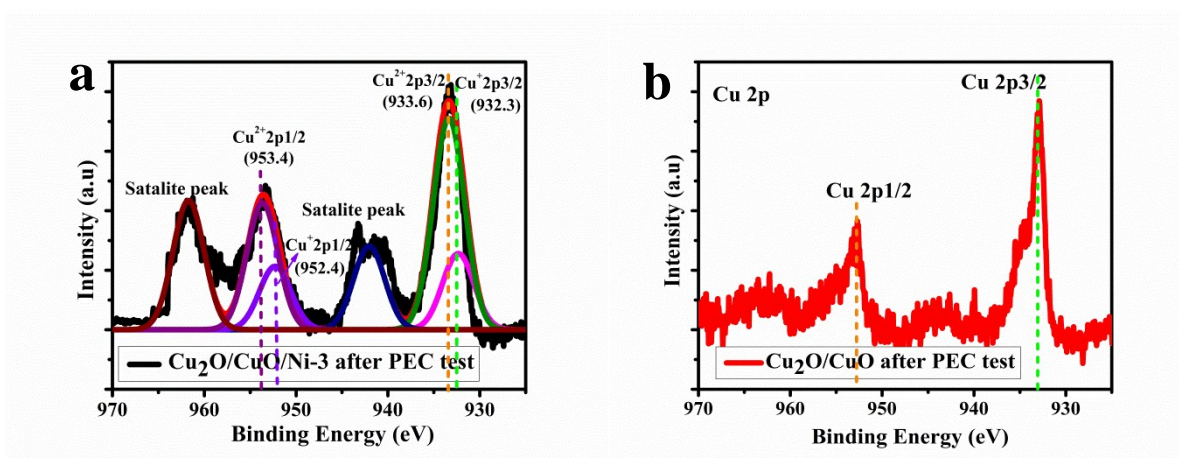 a
Cu²⁺2p3/2
(933.6)
Cu⁺2p3/2
(932.3)
Cu²⁺2p1/2
(953.4)
Satalite peak
Satalite peak
Cu⁺2p1/2
(952.4)
Intensity (a.u)
Cu₂O/CuO/Ni-3 after PEC test
970 960 950 940 930
Binding Energy (eV)
b
Cu 2p
Cu 2p3/2
Cu 2p1/2
Intensity (a.u)
Cu₂O/CuO after PEC test
970 960 950 940 930
Binding Energy (eV)